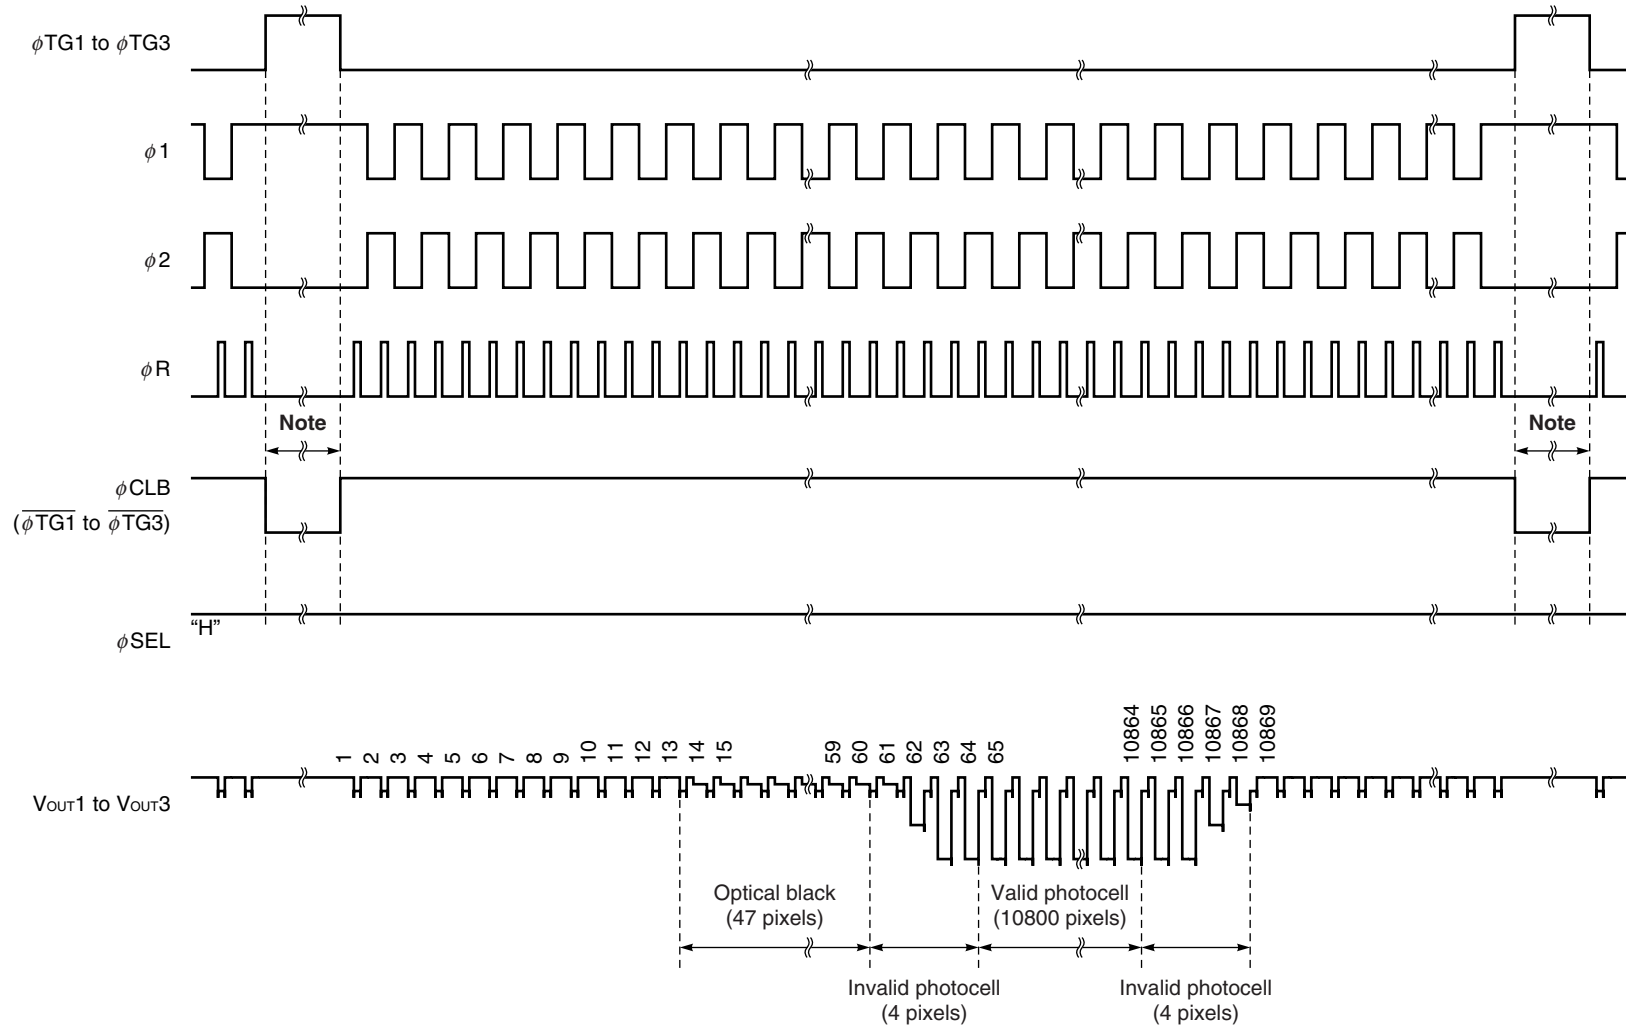 φTG1 to φTG3
φ1
φ2
φR
Note
Note
φCLB
(φTG1 to φTG3)
“H”
φSEL
1 2 3 4 5 6 7 8 9 10 11 12 13 14 15 59 60 61 62 63 64 65 10864 10865 10866 10867 10868 10869
VOUT1 to VOUT3
Optical black
(47 pixels)
Valid photocell
(10800 pixels)
Invalid photocell
(4 pixels)
Invalid photocell
(4 pixels)